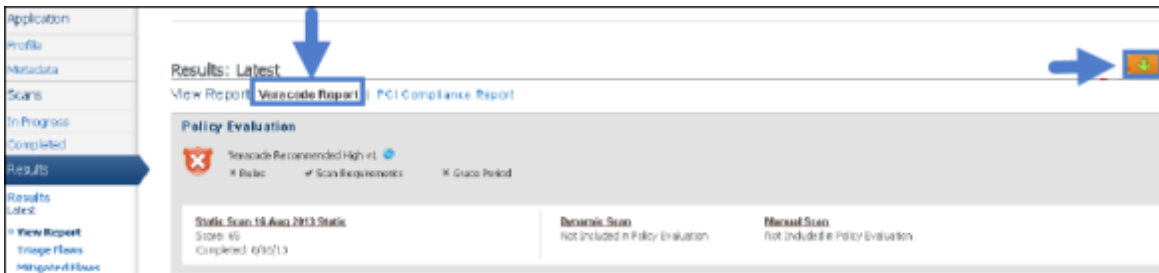 Application
Profile
Metadata
Scans
In Progress
Completed
Results
Results
Latest
View Report
Triage Flaws
Mitigated Flaws
Results: Latest
View Report Veracode Report | PCI Compliance Report
Policy Evaluation
Veracode Recommended High v1
Rules Scan Requirements Grace Period
Static Scan 16 Aug 2013 Static
Score: 65
Completed: 8/16/13
Dynamic Scan
Not Included in Policy Evaluation
Manual Scan
Not Included in Policy Evaluation